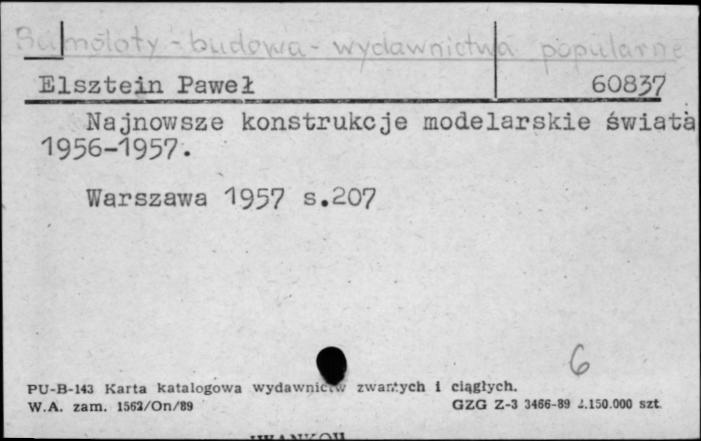 Samoloty - budowa - wydawnictwa popularne
Elsztein Paweł 60837
Najnowsze konstrukcje modelarskie świata
1956-1957.
Warszawa 1957 s.207
6
PU-B-143 Karta katalogowa wydawnictw zwartych i ciągłych.
W.A. zam. 1562/On/89 GZG Z-3 3466-89 2.150.000 szt.